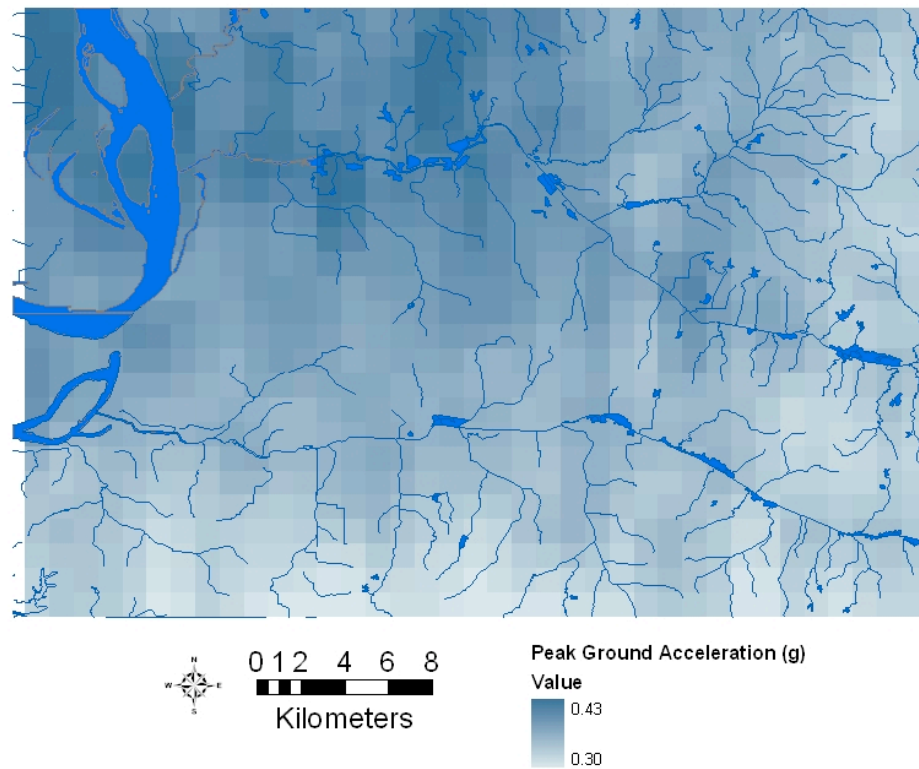 N
W E
S
0 1 2 4 6 8
Kilometers
Peak Ground Acceleration (g)
Value
0.43
0.30